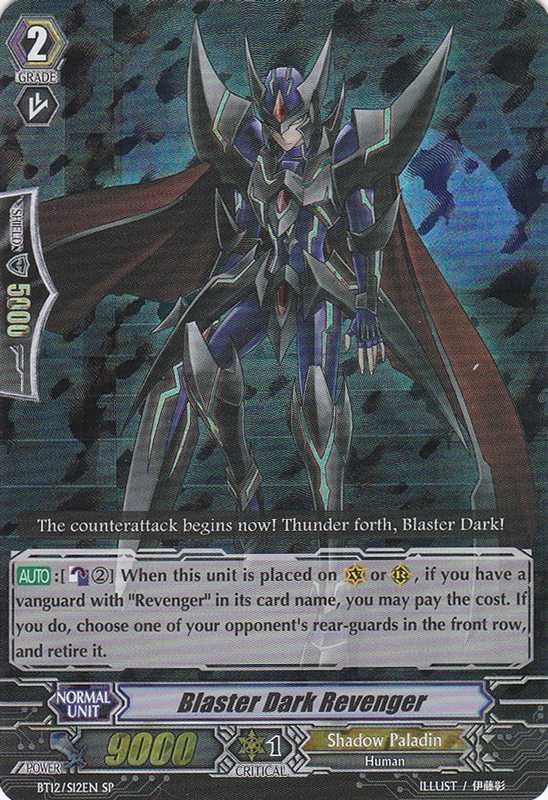 2
GRADE
SHIELD
5000
The counterattack begins now! Thunder forth, Blaster Dark!
AUTO :[ ②] When this unit is placed on V or R , if you have a
vanguard with "Revenger" in its card name, you may pay the cost. If
you do, choose one of your opponent's rear-guards in the front row,
and retire it.
NORMAL
UNIT
Blaster Dark Revenger
POWER
9000
1
CRITICAL
Shadow Paladin
Human
BT12/S12EN SP
ILLUST / 伊藤彰